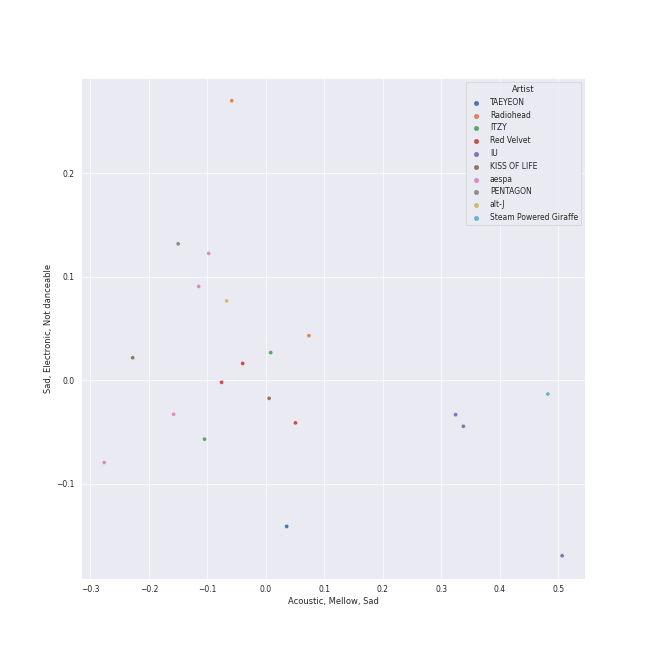 Artist
TAEYEON
Radiohead
ITZY
Red Velvet
IU
KISS OF LIFE
aespa
PENTAGON
alt-J
Steam Powered Giraffe
Sad, Electronic, Not danceable
0.2
0.1
0.0
−0.1
−0.3 −0.2 −0.1 0.0 0.1 0.2 0.3 0.4 0.5
Acoustic, Mellow, Sad